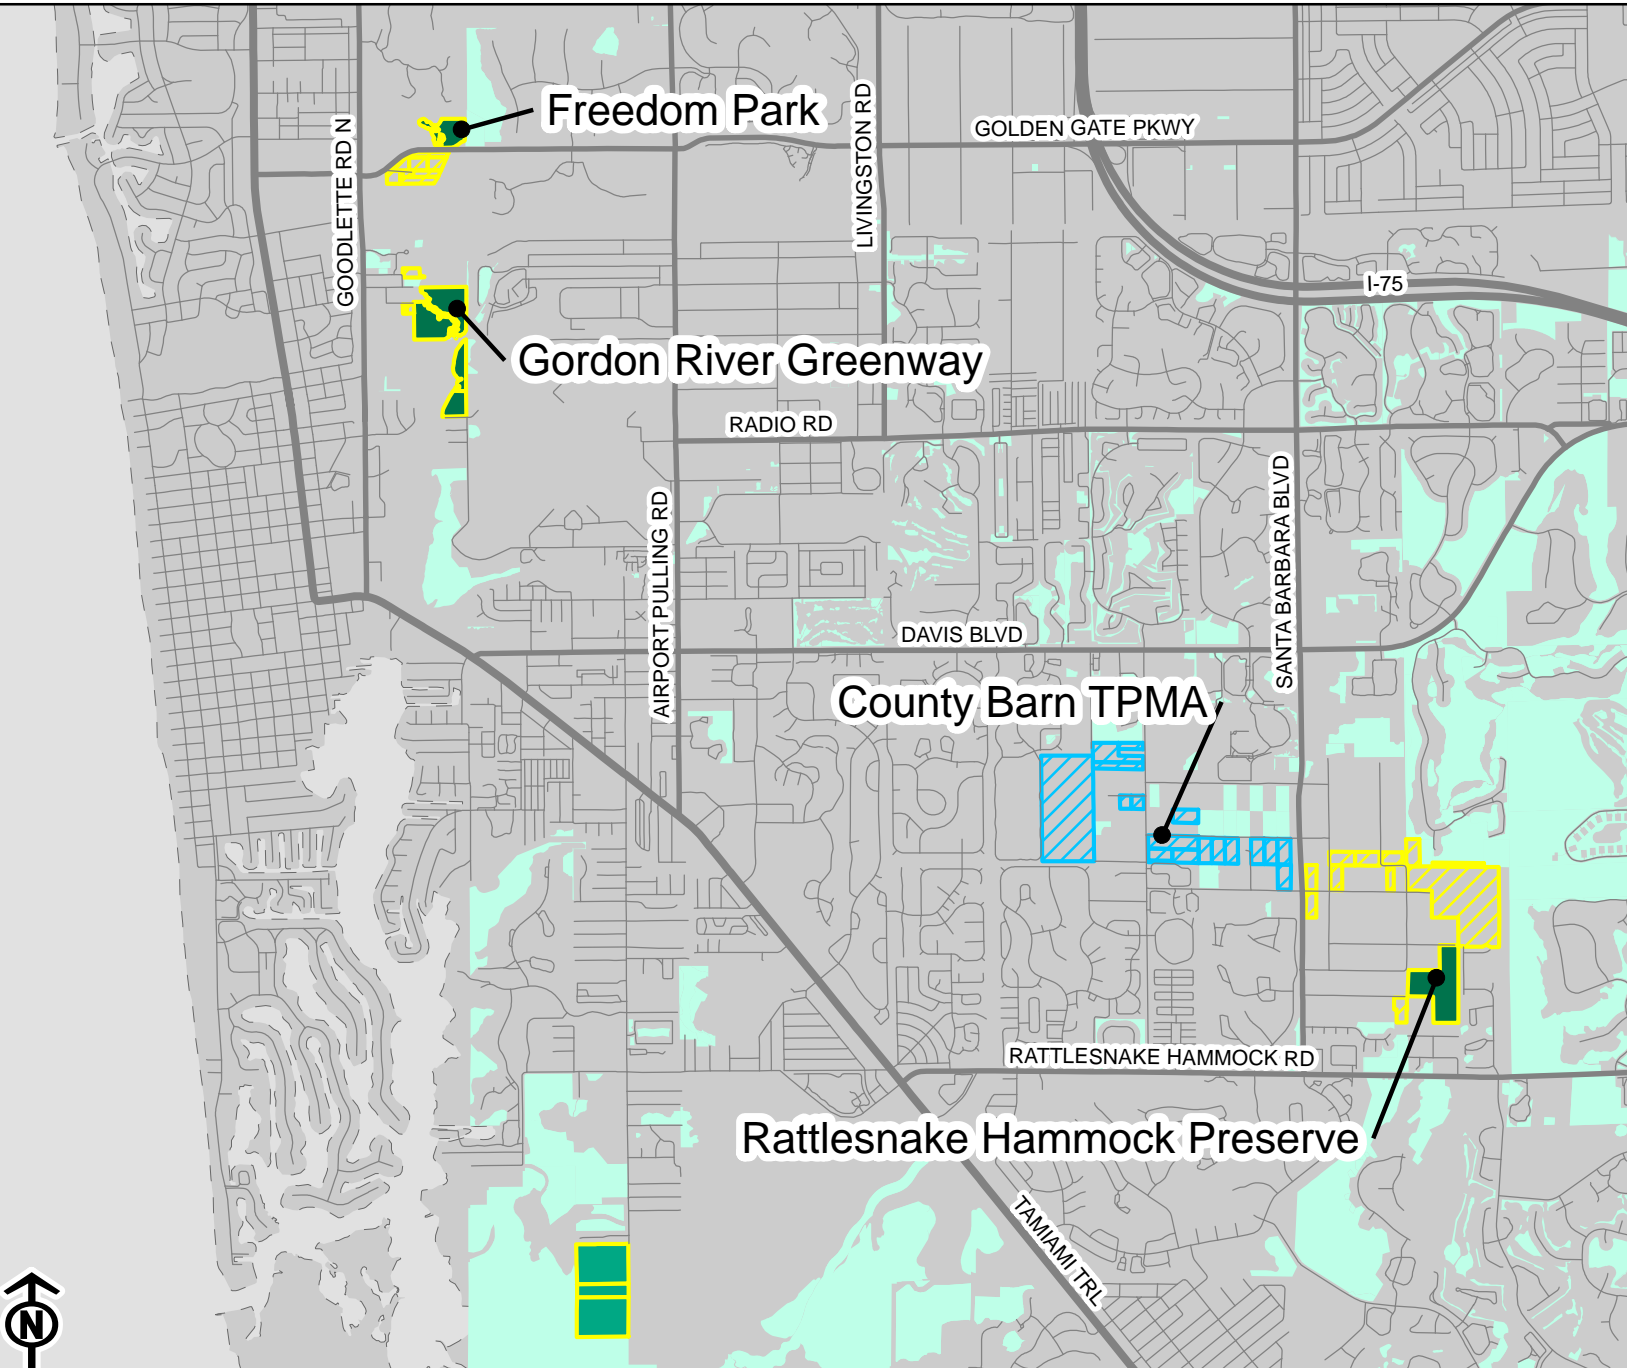 Freedom Park
GOODLETTE RD N
LIVINGSTON RD
GOLDEN GATE PKWY
I-75
Gordon River Greenway
RADIO RD
AIRPORT PULLING RD
SANTA BARBARA BLVD
DAVIS BLVD
County Barn TPMA
RATTLESNAKE HAMMOCK RD
Rattlesnake Hammock Preserve
TAMIAMI TRL
N